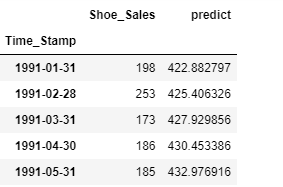 Shoe_Sales predict
Time_Stamp
1991-01-31 198 422.882797
1991-02-28 253 425.406326
1991-03-31 173 427.929856
1991-04-30 186 430.453386
1991-05-31 185 432.976916